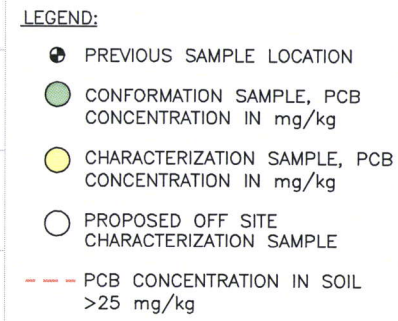 LEGEND:
PREVIOUS SAMPLE LOCATION
CONFORMATION SAMPLE, PCB
CONCENTRATION IN mg/kg
CHARACTERIZATION SAMPLE, PCB
CONCENTRATION IN mg/kg
PROPOSED OFF SITE
CHARACTERIZATION SAMPLE
PCB CONCENTRATION IN SOIL
>25 mg/kg